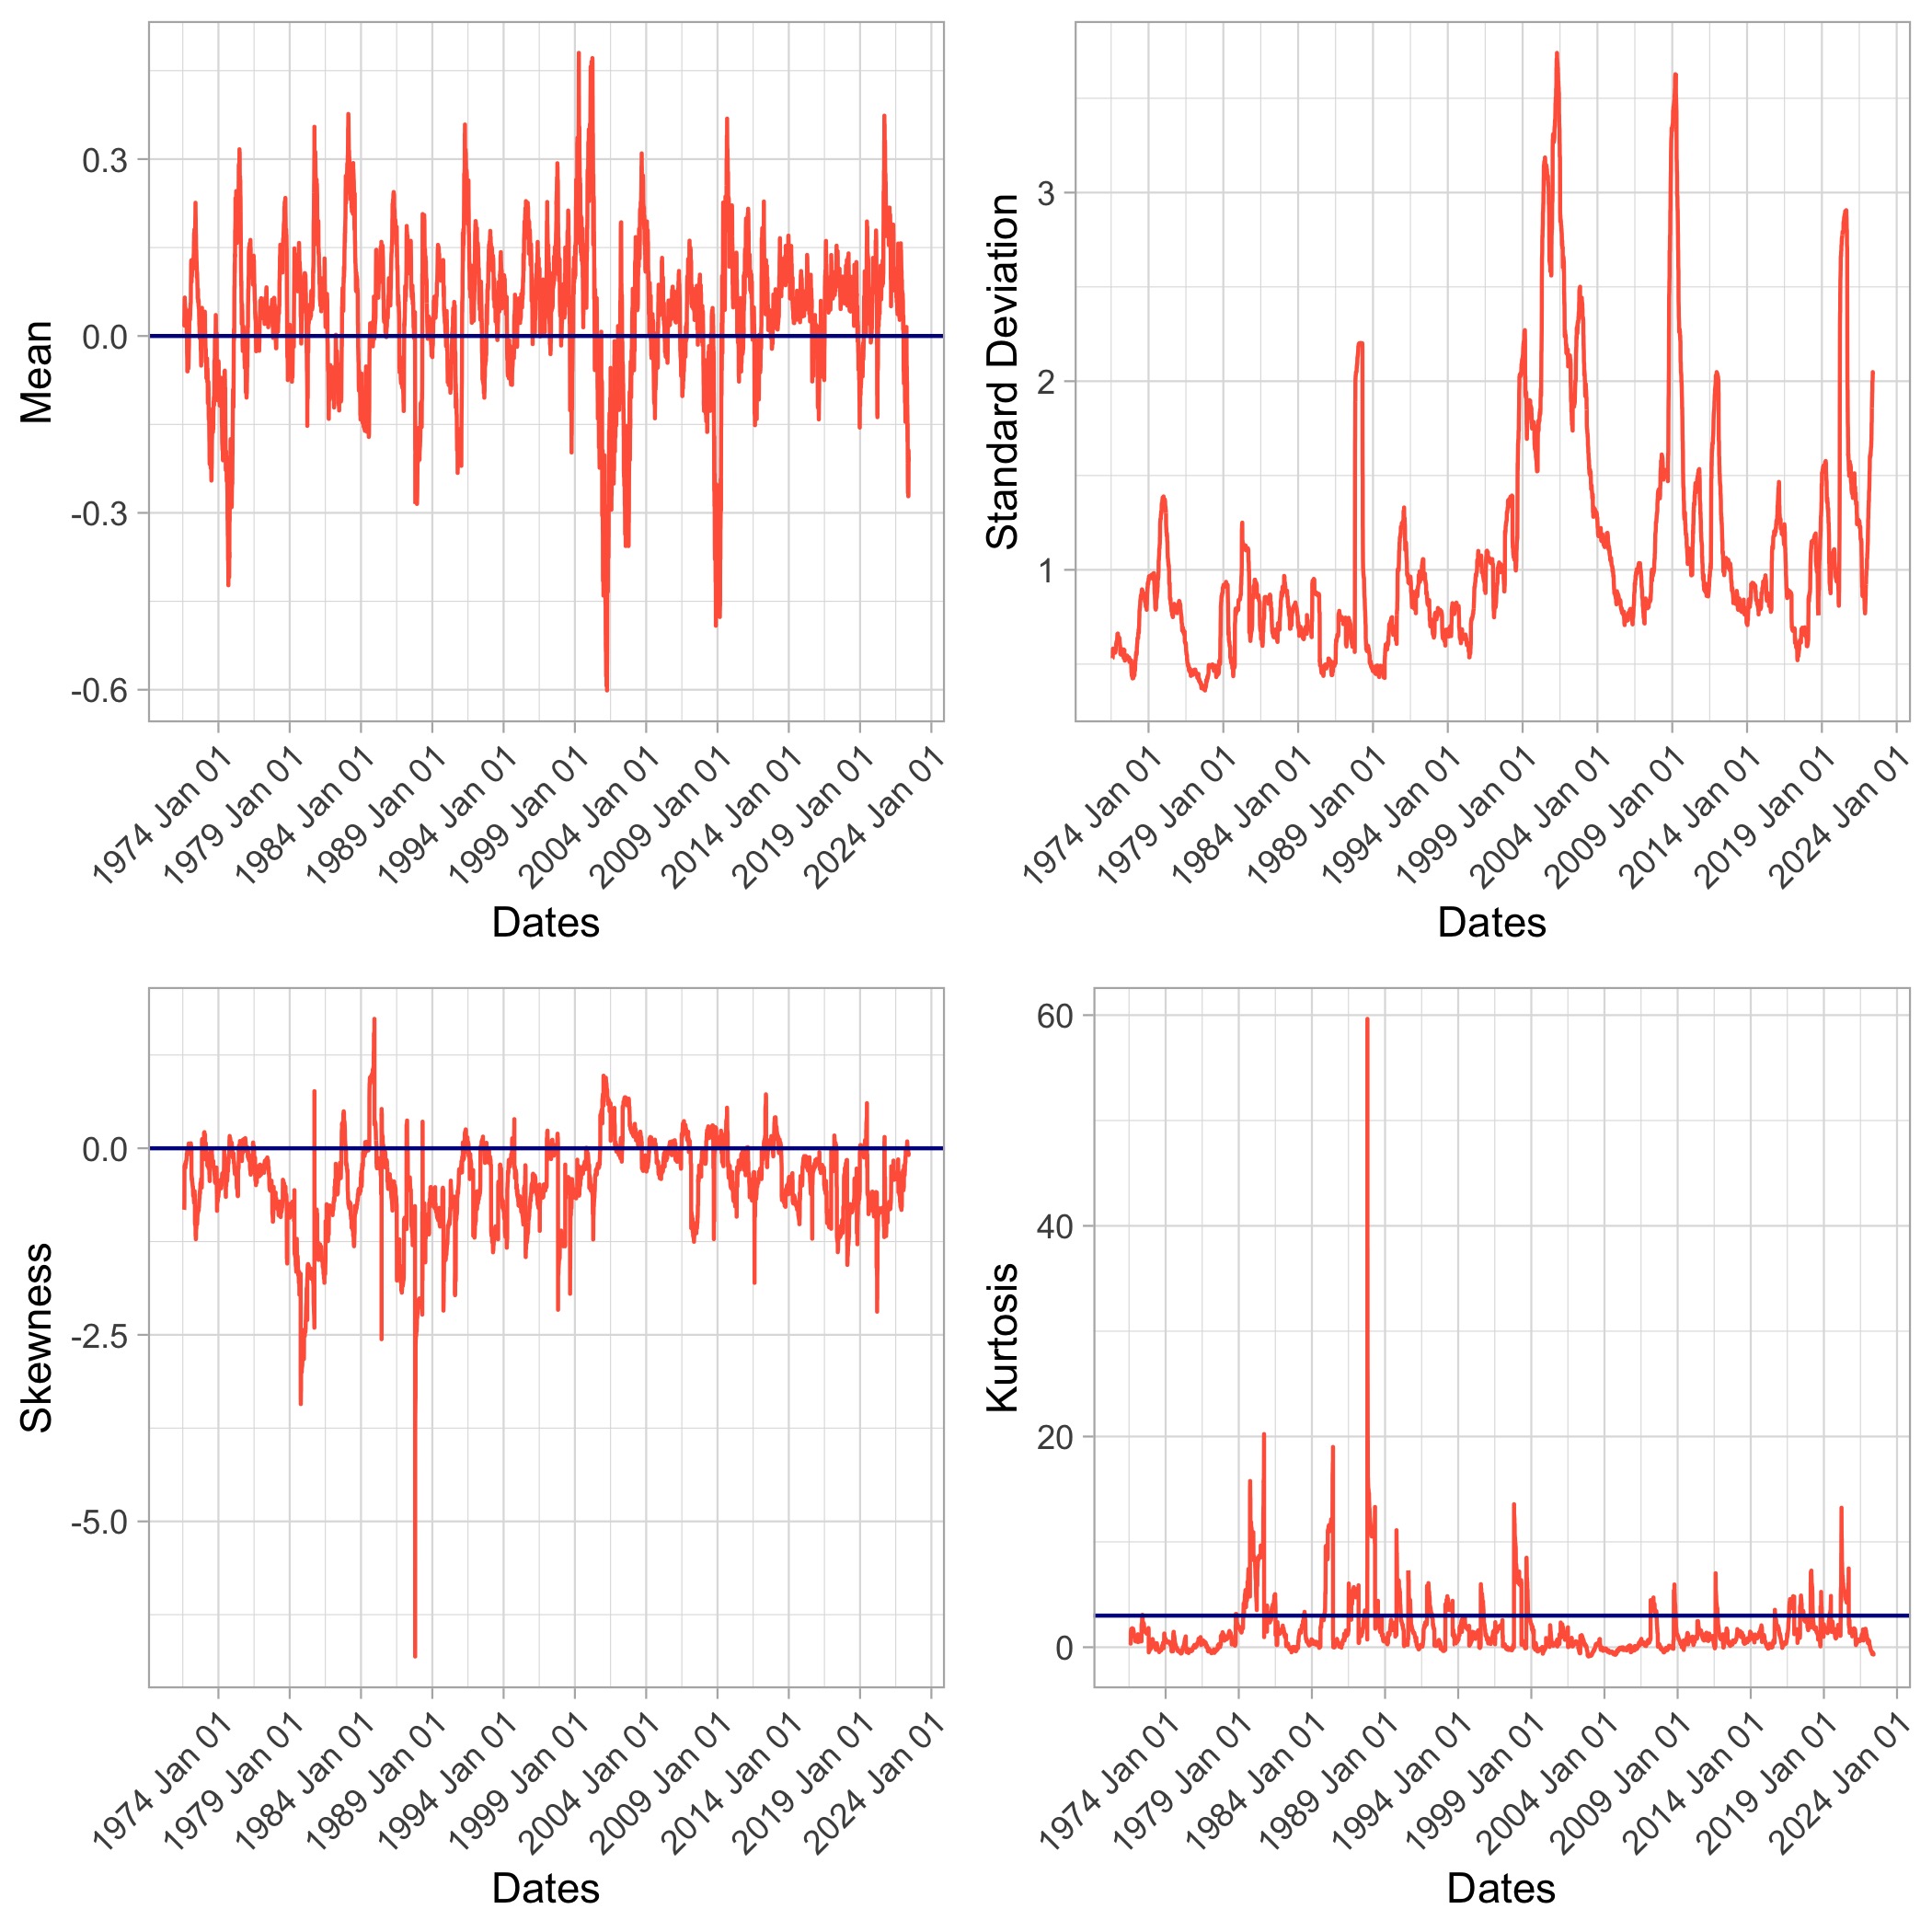 Mean
0.3
0.0
-0.3
-0.6
1974 Jan 01
1979 Jan 01
1984 Jan 01
1989 Jan 01
1994 Jan 01
1999 Jan 01
2004 Jan 01
2009 Jan 01
2014 Jan 01
2019 Jan 01
2024 Jan 01
Dates
Standard Deviation
3
2
1
1974 Jan 01
1979 Jan 01
1984 Jan 01
1989 Jan 01
1994 Jan 01
1999 Jan 01
2004 Jan 01
2009 Jan 01
2014 Jan 01
2019 Jan 01
2024 Jan 01
Dates
Skewness
0.0
-2.5
-5.0
1974 Jan 01
1979 Jan 01
1984 Jan 01
1989 Jan 01
1994 Jan 01
1999 Jan 01
2004 Jan 01
2009 Jan 01
2014 Jan 01
2019 Jan 01
2024 Jan 01
Dates
Kurtosis
60
40
20
0
1974 Jan 01
1979 Jan 01
1984 Jan 01
1989 Jan 01
1994 Jan 01
1999 Jan 01
2004 Jan 01
2009 Jan 01
2014 Jan 01
2019 Jan 01
2024 Jan 01
Dates